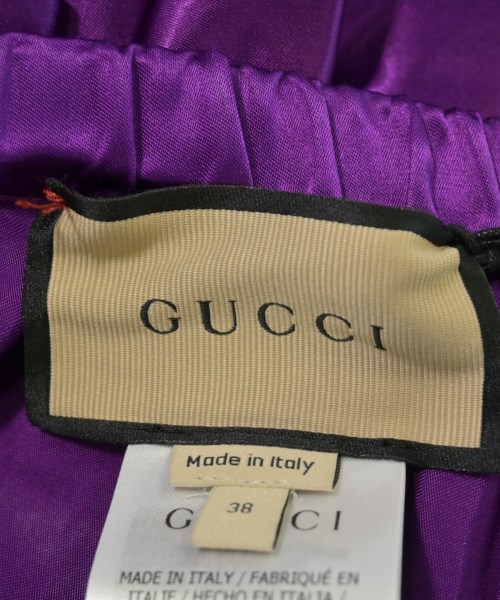 GUCCI
Made in Italy
38
GUCCI
MADE IN ITALY / FABRIQUÉ EN
ITALIE / HECHO EN ITALIA /